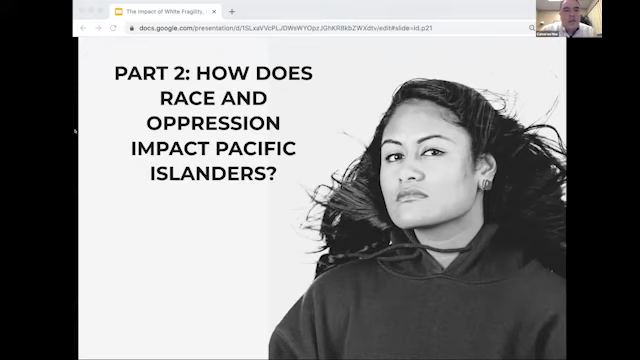 The Impact of White Fragility,
docs.google.com/presentation/d/1SLxaVVcPLJDWsWYOpzJGhKR8kbZWXdtv/edit#slide=id.p21
PART 2: HOW DOES
RACE AND
OPPRESSION
IMPACT PACIFIC
ISLANDERS?